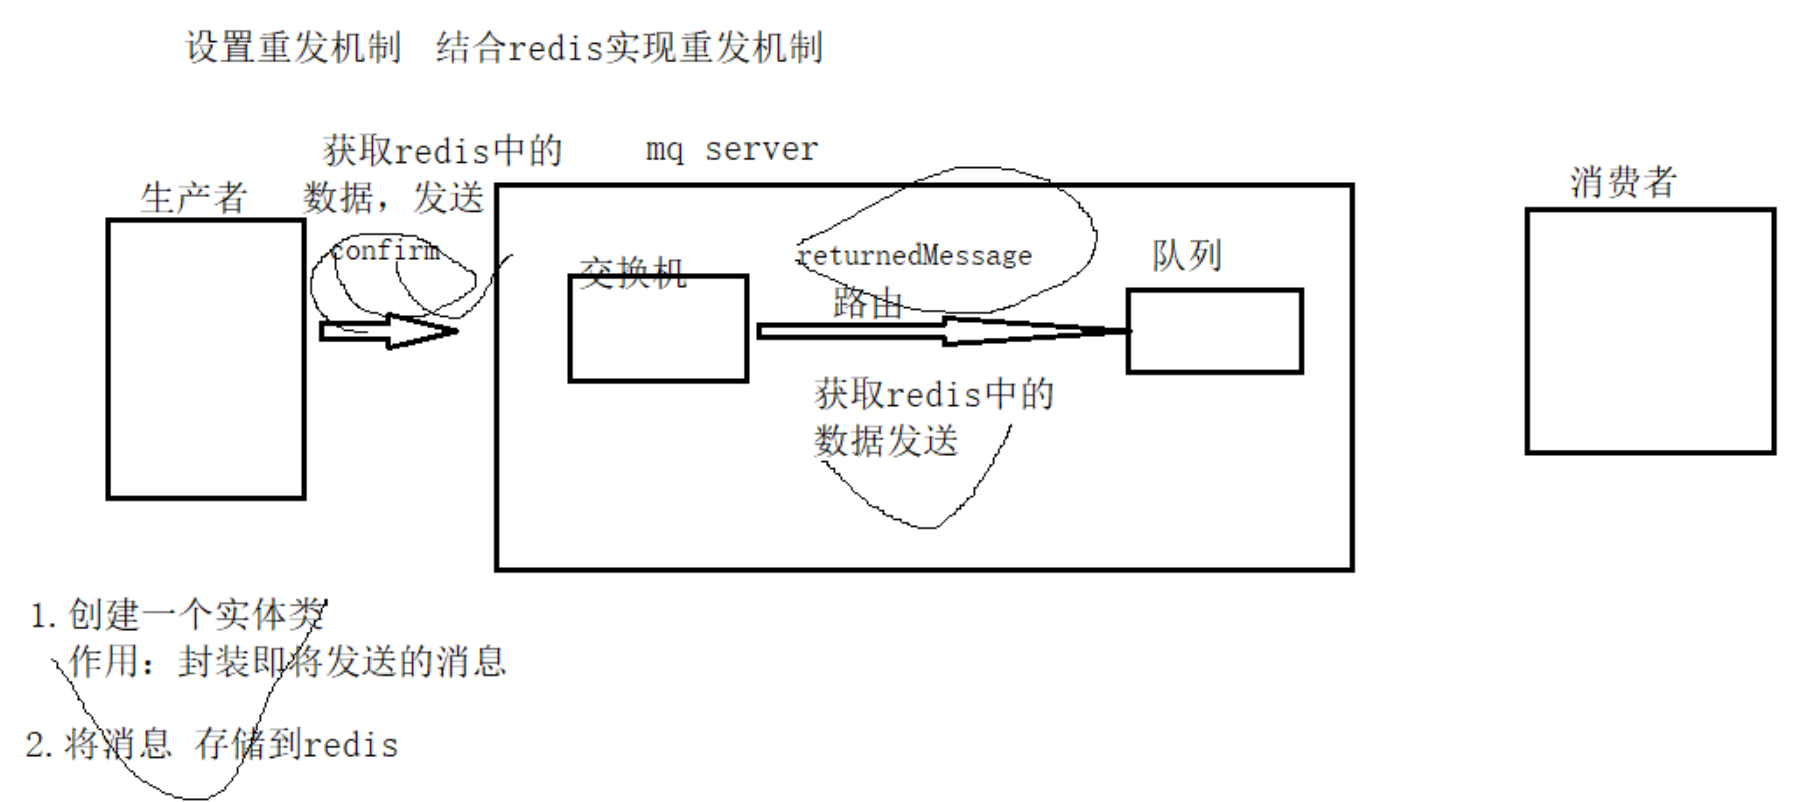 设置重发机制 结合redis实现重发机制
获取redis中的
数据，发送
mq server
生产者
消费者
confirm
交换机
returnedMessage
路由
队列
获取redis中的
数据发送
1.创建一个实体类
作用：封装即将发送的消息
2.将消息 存储到redis